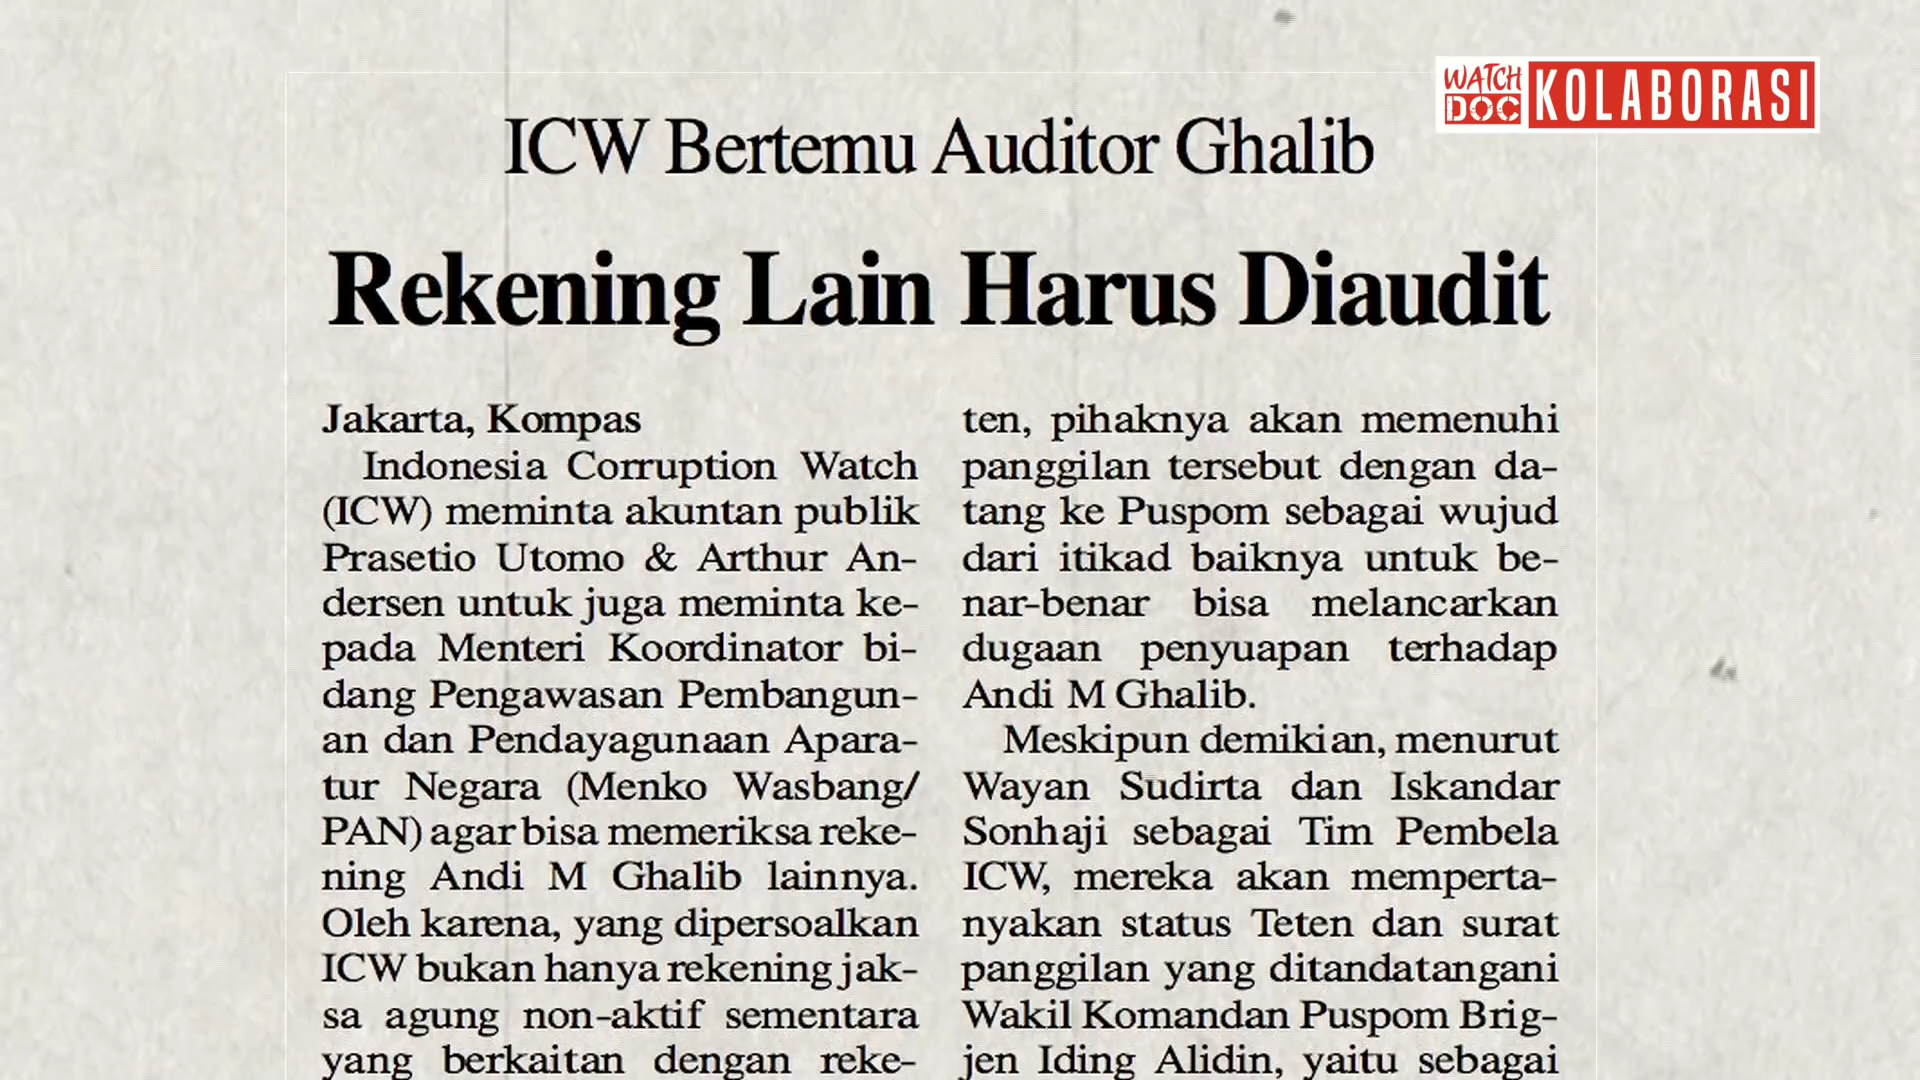 WATCH
DOC
KOLABORASI
ICW Bertemu Auditor Ghalib
Rekening Lain Harus Diaudit
Jakarta, Kompas
Indonesia Corruption Watch
(ICW) meminta akuntan publik
Prasetio Utomo & Arthur An-
dersen untuk juga meminta ke-
pada Menteri Koordinator bi-
dang Pengawasan Pembangun-
an dan Pendayagunaan Apara-
tur Negara (Menko Wasbang/
PAN) agar bisa memeriksa reke-
ning Andi M Ghalib lainnya.
Oleh karena, yang dipersoalkan
ICW bukan hanya rekening jak-
sa agung non-aktif sementara
yang berkaitan dengan reke-
ten, pihaknya akan memenuhi
panggilan tersebut dengan da-
tang ke Puspom sebagai wujud
dari itikad baiknya untuk be-
nar-benar bisa melancarkan
dugaan penyuapan terhadap
Andi M Ghalib.
Meskipun demikian, menurut
Wayan Sudirta dan Iskandar
Sonhaji sebagai Tim Pembela
ICW, mereka akan memperta-
nyakan status Teten dan surat
panggilan yang ditandatangani
Wakil Komandan Puspom Brig-
jen Iding Alidin, yaitu sebagai